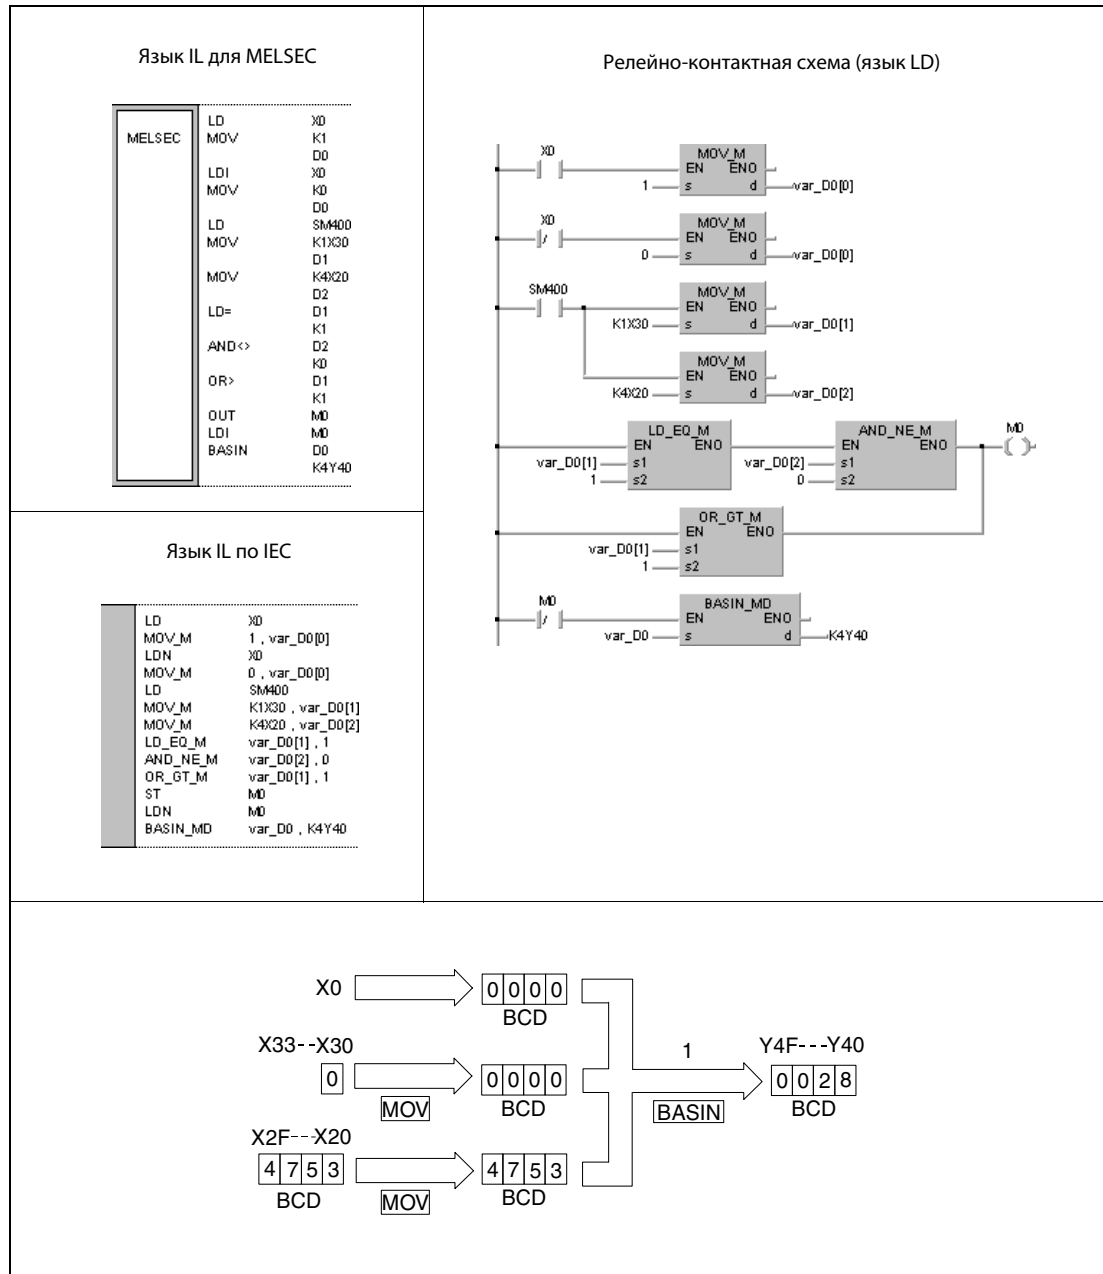 Язык IL для MELSEC
MELSEC
LD X0
MOV K1
D0
LDI X0
MOV K0
D0
LD SM400
MOV K1X30
D1
MOV K4X20
D2
LD= D1
K1
AND<> D2
K0
OR> D1
K1
OUT M0
LDI M0
BASIN D0
K4Y40
Язык IL по IEC
LD X0
MOV_M 1 , var_D0[0]
LDN X0
MOV_M 0 , var_D0[0]
LD SM400
MOV_M K1X30 , var_D0[1]
MOV_M K4X20 , var_D0[2]
LD_EQ_M var_D0[1] , 1
AND_NE_M var_D0[2] , 0
OR_GT_M var_D0[1] , 1
ST M0
LDN M0
BASIN_MD var_D0 , K4Y40
Релейно-контактная схема (язык LD)
X0 MOV_M
EN ENO
1 s d var_D0[0]
X0 MOV_M
EN ENO
0 s d var_D0[0]
SM400 MOV_M
EN ENO
K1X30 s d var_D0[1]
MOV_M
EN ENO
K4X20 s d var_D0[2]
LD_EQ_M AND_NE_M M0
EN ENO EN ENO
var_D0[1] s1 var_D0[2] s1
1 s2 0 s2
OR_GT_M
EN ENO
var_D0[1] s1
1 s2
M0 BASIN_MD
EN ENO
var_D0 s d K4Y40
X0 0 0 0 0
BCD
X33--X30 1 Y4F---Y40
0 0 0 0 0 0 0 2 8
MOV BCD BASIN BCD
X2F---X20
4 7 5 3 4 7 5 3
BCD MOV BCD